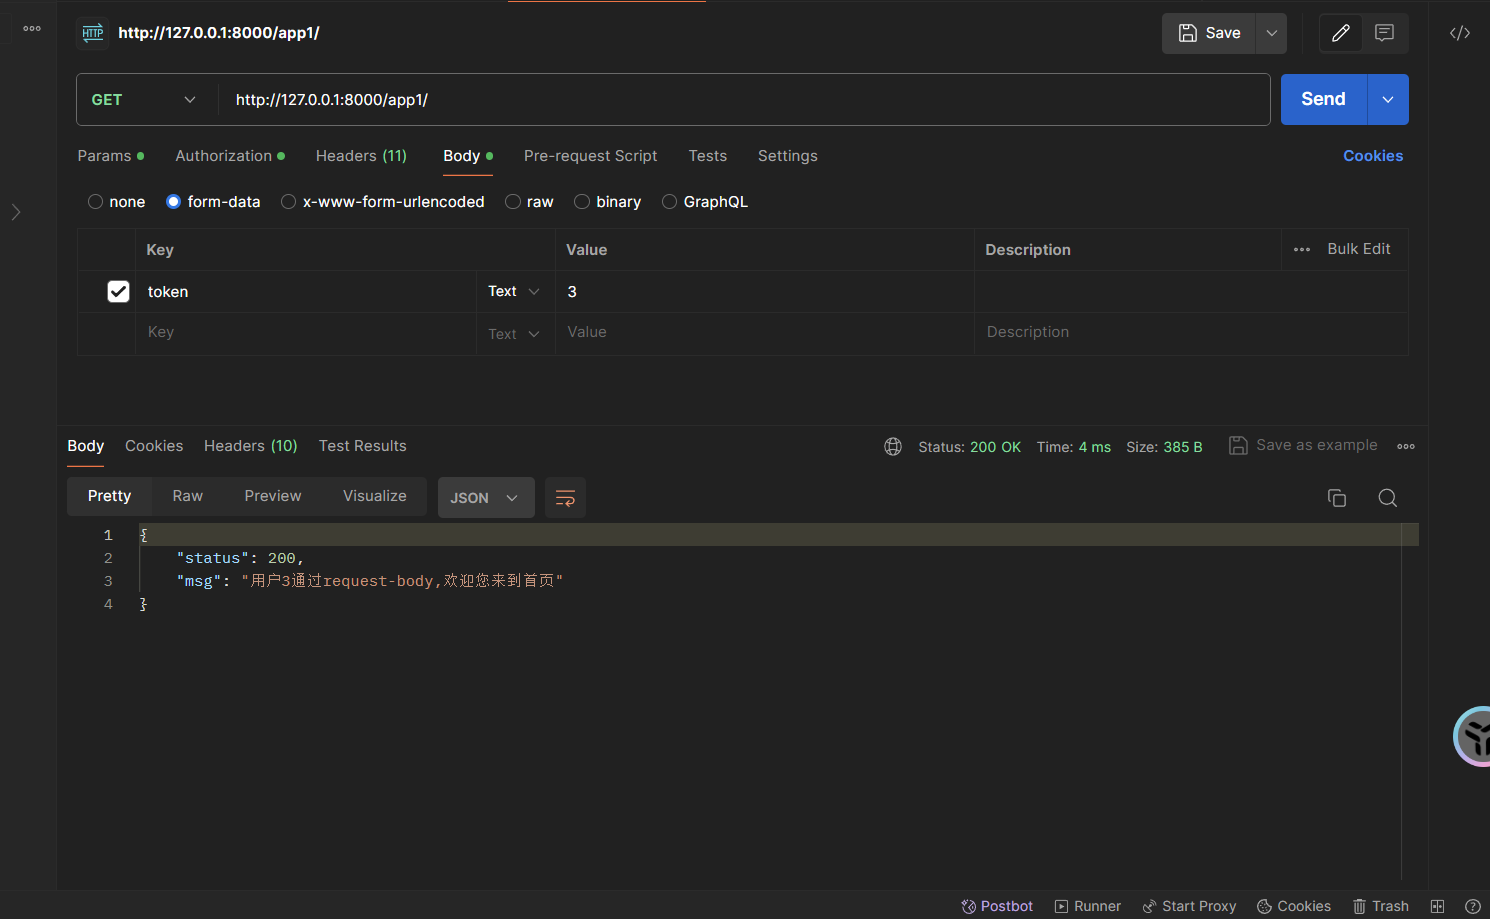 http://127.0.0.1:8000/app1/
Save
GET
http://127.0.0.1:8000/app1/
Send
Params
Authorization
Headers (11)
Body
Pre-request Script
Tests
Settings
Cookies
none
form-data
x-www-form-urlencoded
raw
binary
GraphQL
Key
Value
Description
Bulk Edit
token
Text
3
Key
Text
Value
Description
Body
Cookies
Headers (10)
Test Results
Status: 200 OK
Time: 4 ms
Size: 385 B
Save as example
Pretty
Raw
Preview
Visualize
JSON
1 {
2 "status": 200,
3 "msg": "用户3通过request-body,欢迎您来到首页"
4 }
Postbot
Runner
Start Proxy
Cookies
Trash